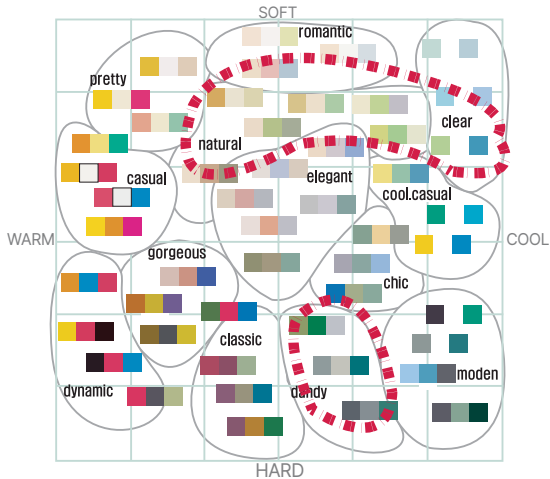 SOFT
romantic
pretty
clear
natural
casual
elegant
cool.casual
WARM
COOL
gorgeous
chic
classic
dynamic
dandy
moden
HARD